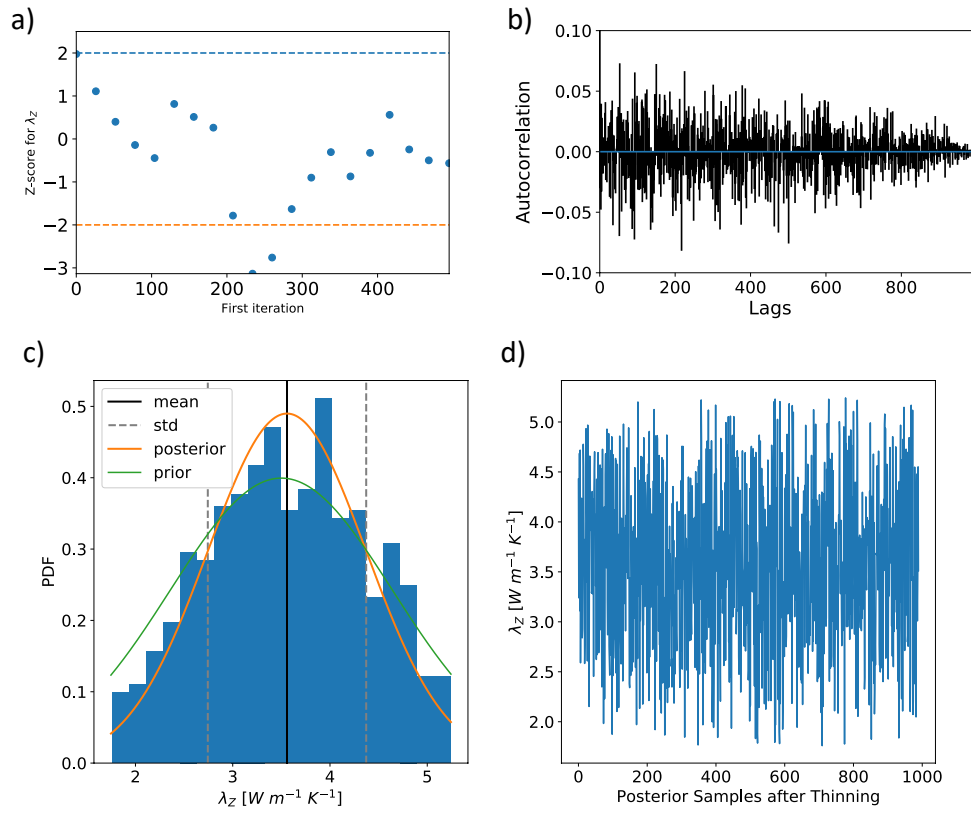 a)
2
1
0
−1
−2
−3
Z-score for λ_Z
0 100 200 300 400
First iteration
b)
0.10
0.05
0.00
−0.05
−0.10
Autocorrelation
0 200 400 600 800
Lags
c)
mean
std
posterior
prior
0.5
0.4
0.3
0.2
0.1
0.0
PDF
2 3 4 5
λ_Z [W m⁻¹ K⁻¹]
d)
5.0
4.5
4.0
3.5
3.0
2.5
2.0
λ_Z [W m⁻¹ K⁻¹]
0 200 400 600 800 1000
Posterior Samples after Thinning